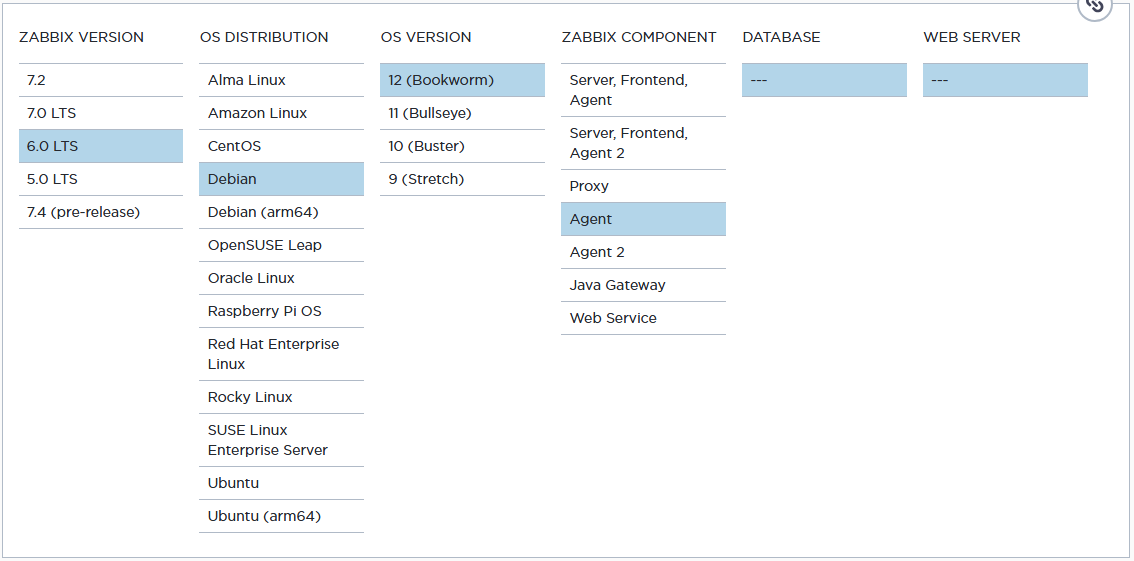 ZABBIX VERSION
7.2
7.0 LTS
6.0 LTS
5.0 LTS
7.4 (pre-release)
OS DISTRIBUTION
Alma Linux
Amazon Linux
CentOS
Debian
Debian (arm64)
OpenSUSE Leap
Oracle Linux
Raspberry Pi OS
Red Hat Enterprise
Linux
Rocky Linux
SUSE Linux
Enterprise Server
Ubuntu
Ubuntu (arm64)
OS VERSION
12 (Bookworm)
11 (Bullseye)
10 (Buster)
9 (Stretch)
ZABBIX COMPONENT
Server, Frontend,
Agent
Server, Frontend,
Agent 2
Proxy
Agent
Agent 2
Java Gateway
Web Service
DATABASE
---
WEB SERVER
---